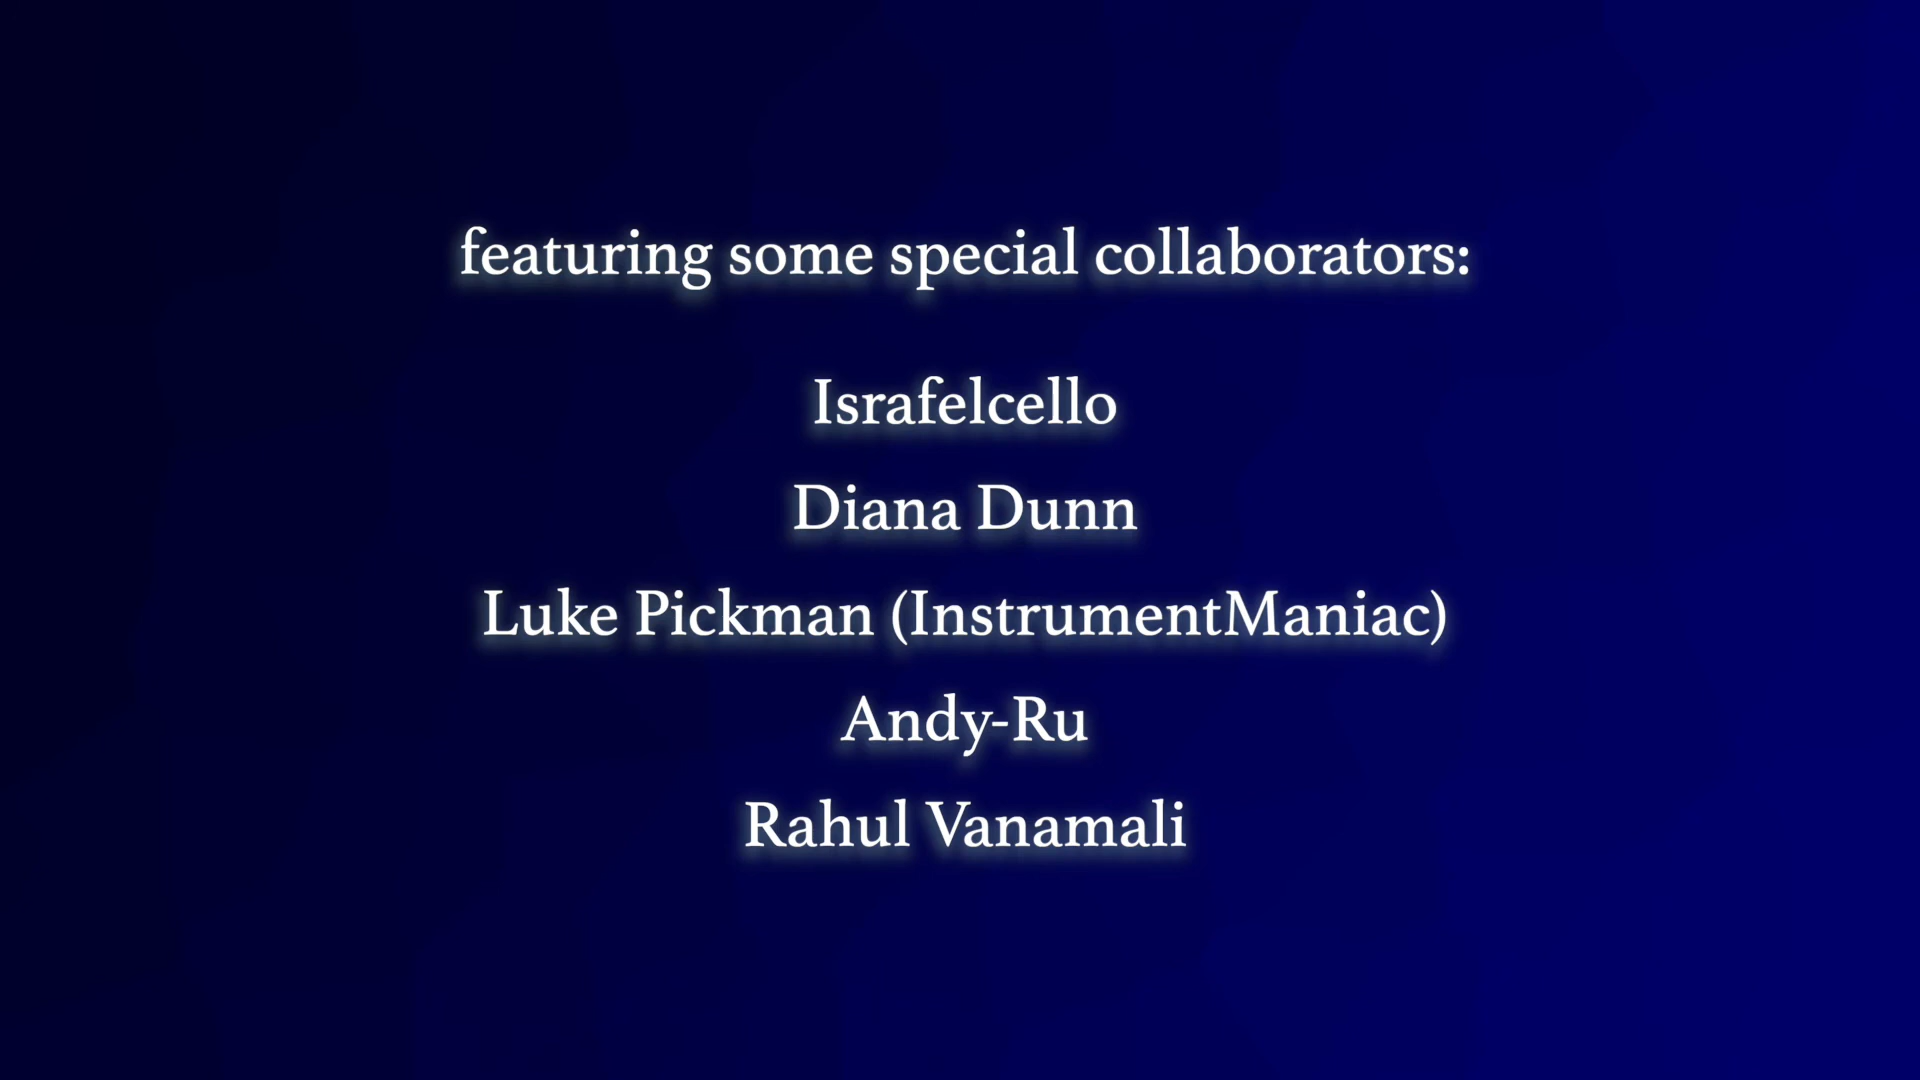 featuring some special collaborators:
Israfelcello
Diana Dunn
Luke Pickman (InstrumentManiac)
Andy-Ru
Rahul Vanamali